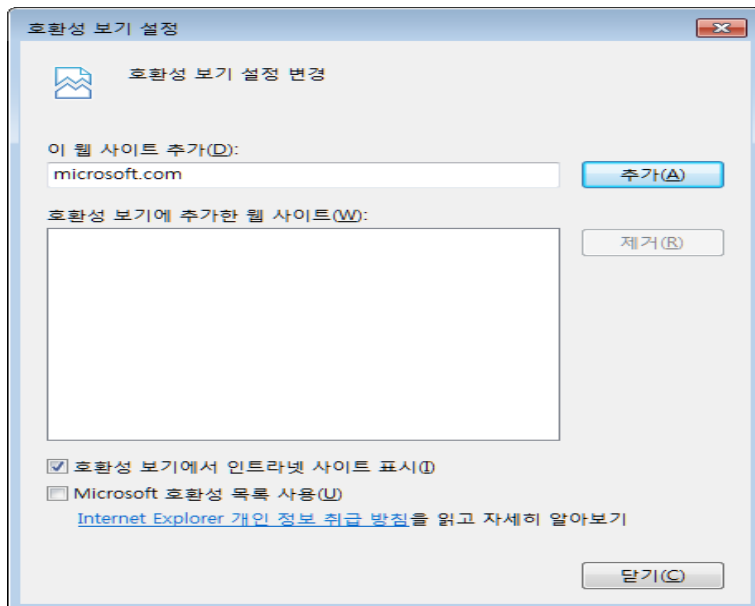 호환성 보기 설정
호환성 보기 설정 변경
이 웹 사이트 추가(D):
microsoft.com
추가(A)
호환성 보기에 추가한 웹 사이트(W):
제거(R)
호환성 보기에서 인트라넷 사이트 표시(I)
Microsoft 호환성 목록 사용(U)
Internet Explorer 개인 정보 취급 방침을 읽고 자세히 알아보기
닫기(C)